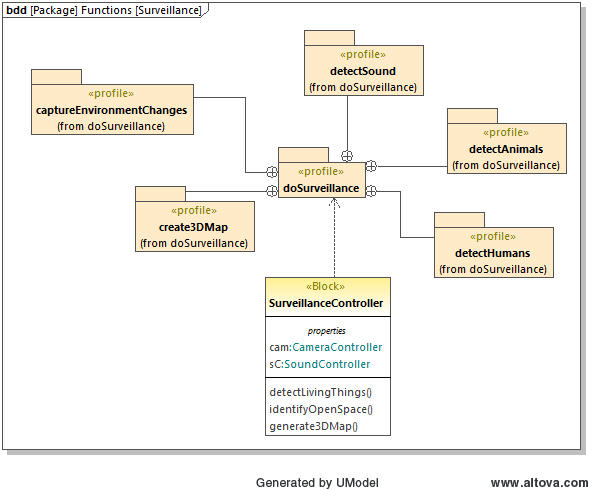 bdd [Package] Functions [Surveillance]
«profile»
detectSound
(from doSurveillance)
«profile»
captureEnvironmentChanges
(from doSurveillance)
«profile»
detectAnimals
(from doSurveillance)
«profile»
doSurveillance
«profile»
create3DMap
(from doSurveillance)
«profile»
detectHumans
(from doSurveillance)
«Block»
SurveillanceController
properties
cam:CameraController
sC:SoundController
detectLivingThings()
identifyOpenSpace()
generate3DMap()
Generated by UModel
www.altova.com